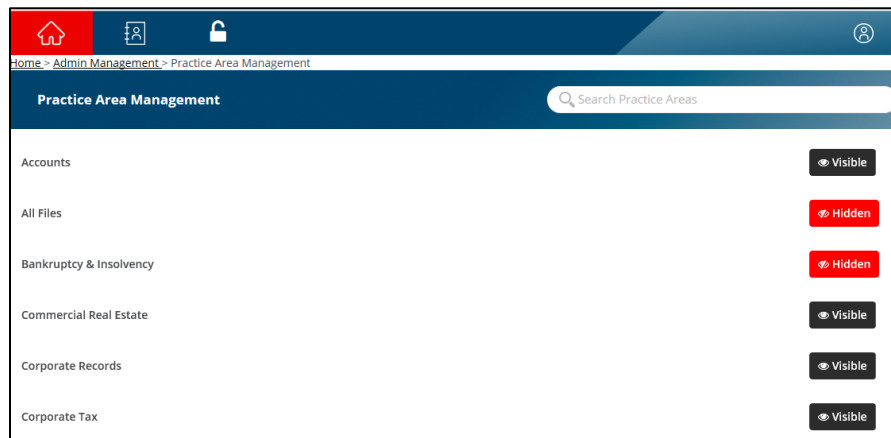 Home > Admin Management > Practice Area Management
Practice Area Management
Search Practice Areas
Accounts
Visible
All Files
Hidden
Bankruptcy & Insolvency
Hidden
Commercial Real Estate
Visible
Corporate Records
Visible
Corporate Tax
Visible